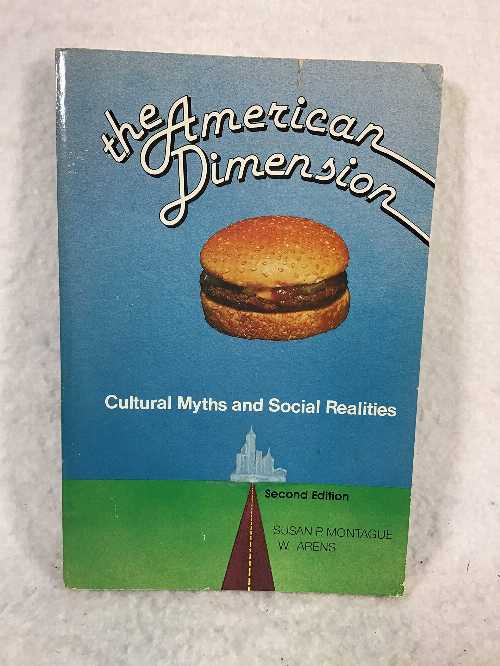 the American
Dimension
Cultural Myths and Social Realities
Second Edition
SUSAN P. MONTAGUE
W. ARENS